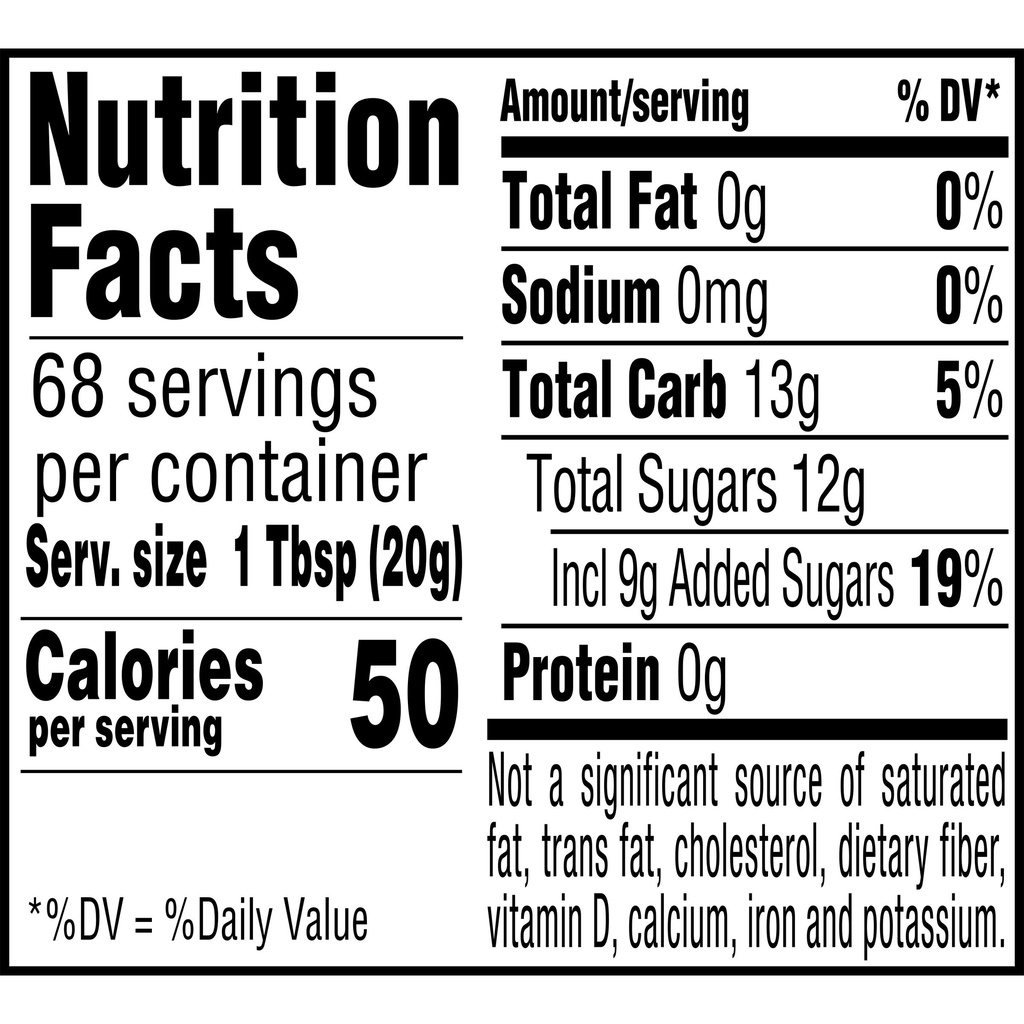 Nutrition
Facts
68 servings
per container
Serv. size 1 Tbsp (20g)
Calories 50
per serving
*%DV = %Daily Value
Amount/serving % DV*
Total Fat 0g 0%
Sodium 0mg 0%
Total Carb 13g 5%
Total Sugars 12g
Incl 9g Added Sugars 19%
Protein 0g
Not a significant source of saturated
fat, trans fat, cholesterol, dietary fiber,
vitamin D, calcium, iron and potassium.